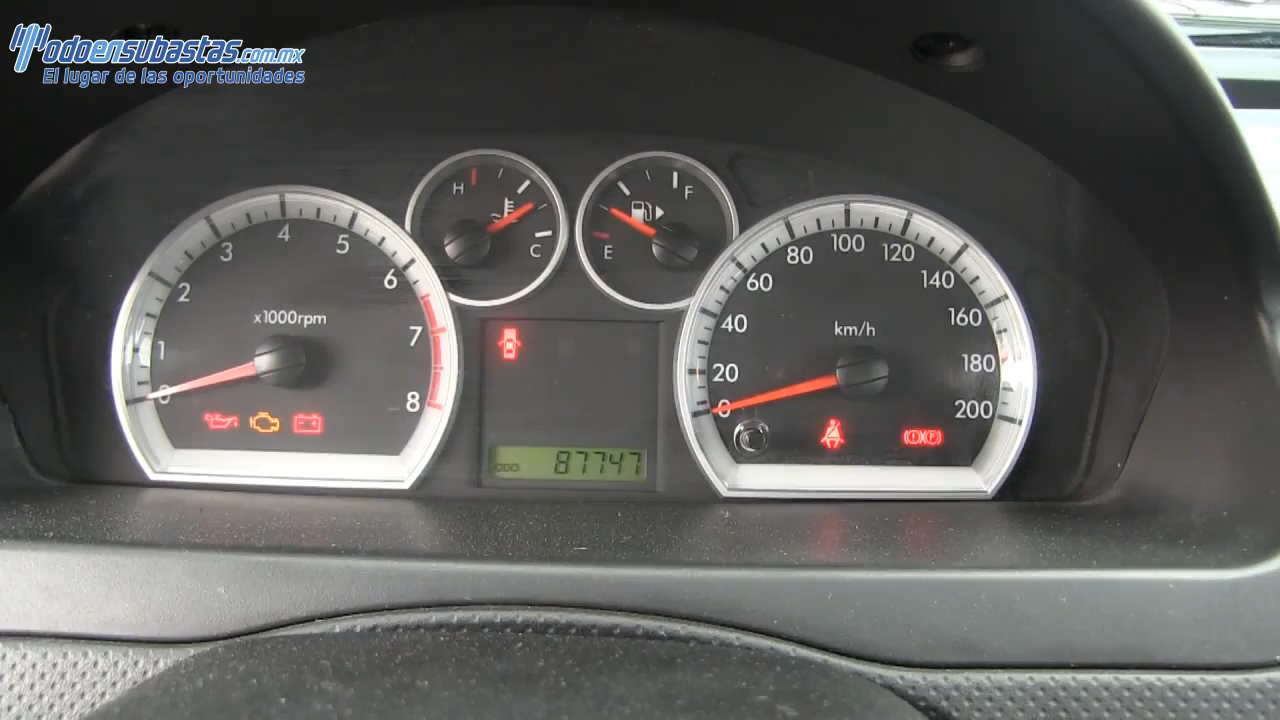 Todoensubastas.com.mx
El lugar de las oportunidades
H
C
F
E
0
1
2
3
4
5
6
7
8
x1000rpm
0
20
40
60
80
100
120
140
160
180
200
km/h
ODO 87747
P